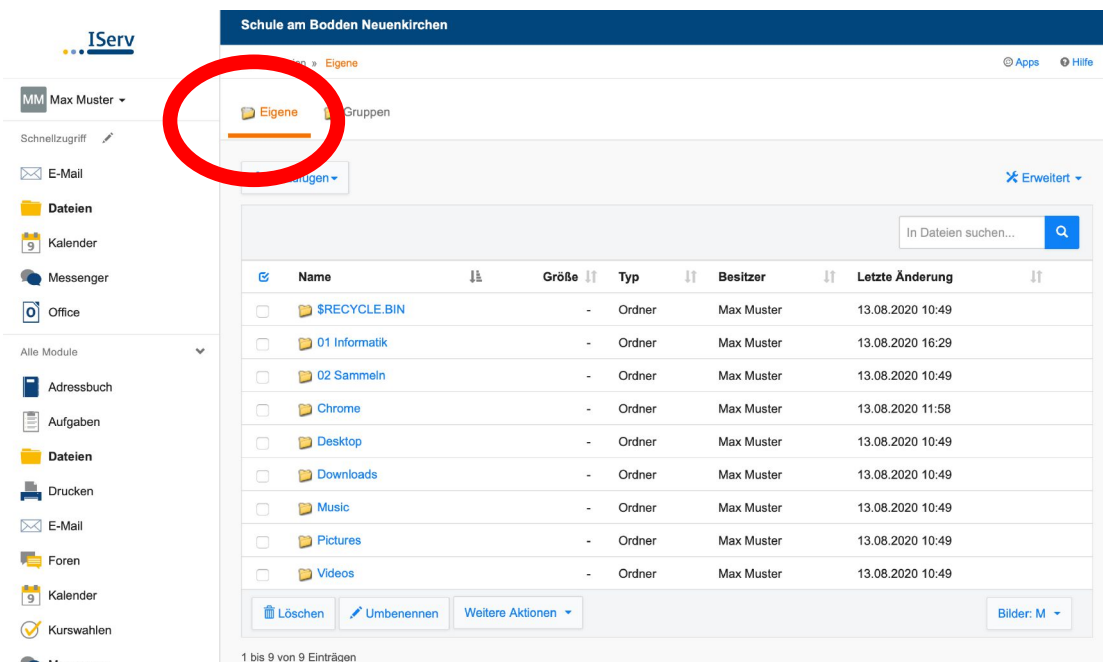 IServ
Schule am Bodden Neuenkirchen
» Eigene
Apps Hilfe
MM Max Muster
Eigene Gruppen
Schnellzugriff
E-Mail
Erweitert
Dateien
In Dateien suchen...
9 Kalender
Messenger
Name Größe Typ Besitzer Letzte Änderung
Office
$RECYCLE.BIN - Ordner Max Muster 13.08.2020 10:49
01 Informatik - Ordner Max Muster 13.08.2020 16:29
Alle Module
02 Sammeln - Ordner Max Muster 13.08.2020 10:49
Adressbuch
Chrome - Ordner Max Muster 13.08.2020 11:58
Aufgaben
Desktop - Ordner Max Muster 13.08.2020 10:49
Dateien
Downloads - Ordner Max Muster 13.08.2020 10:49
Drucken
Music - Ordner Max Muster 13.08.2020 10:49
E-Mail
Pictures - Ordner Max Muster 13.08.2020 10:49
Foren
Videos - Ordner Max Muster 13.08.2020 10:49
9 Kalender
Löschen Umbenennen Weitere Aktionen Bilder: M
Kurswahlen
1 bis 9 von 9 Einträgen